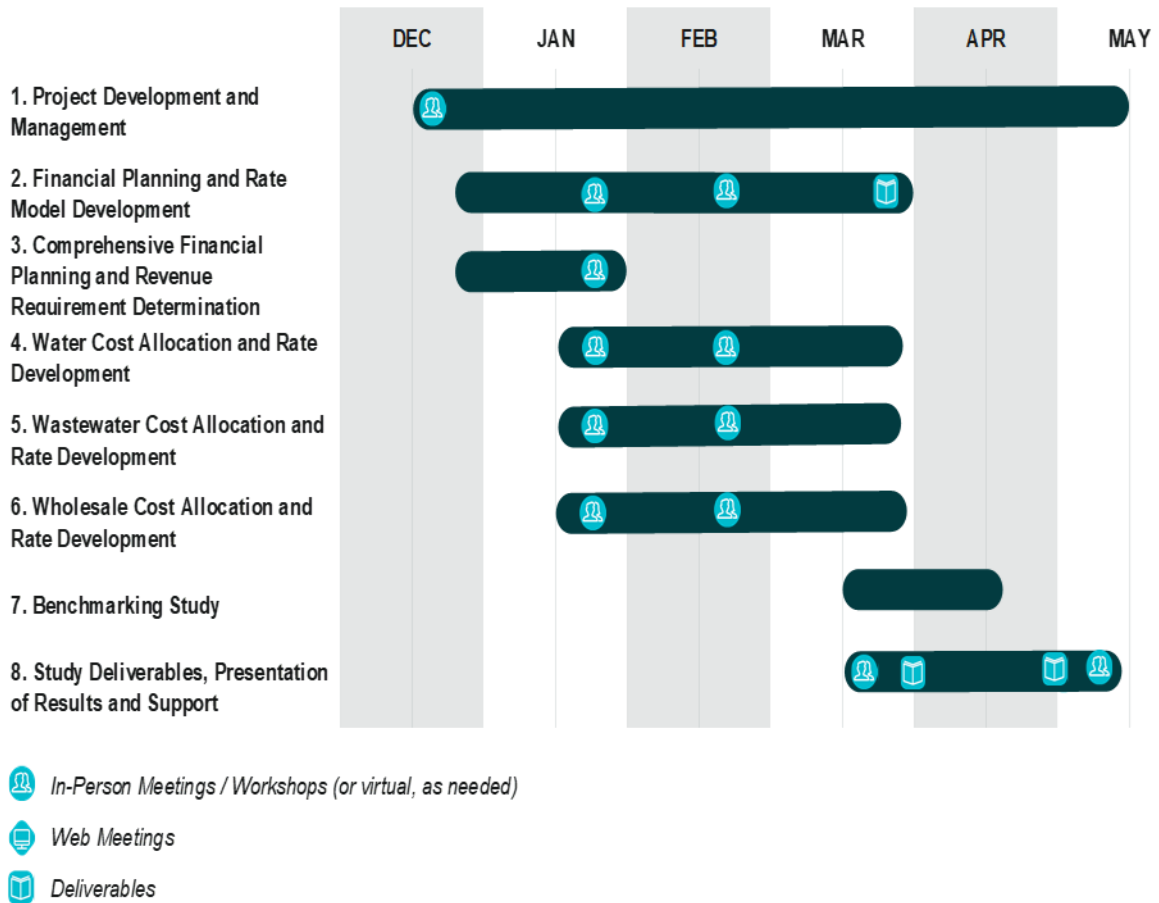 DEC JAN FEB MAR APR MAY
1. Project Development and
Management
2. Financial Planning and Rate
Model Development
3. Comprehensive Financial
Planning and Revenue
Requirement Determination
4. Water Cost Allocation and Rate
Development
5. Wastewater Cost Allocation and
Rate Development
6. Wholesale Cost Allocation and
Rate Development
7. Benchmarking Study
8. Study Deliverables, Presentation
of Results and Support
In-Person Meetings / Workshops (or virtual, as needed)
Web Meetings
Deliverables